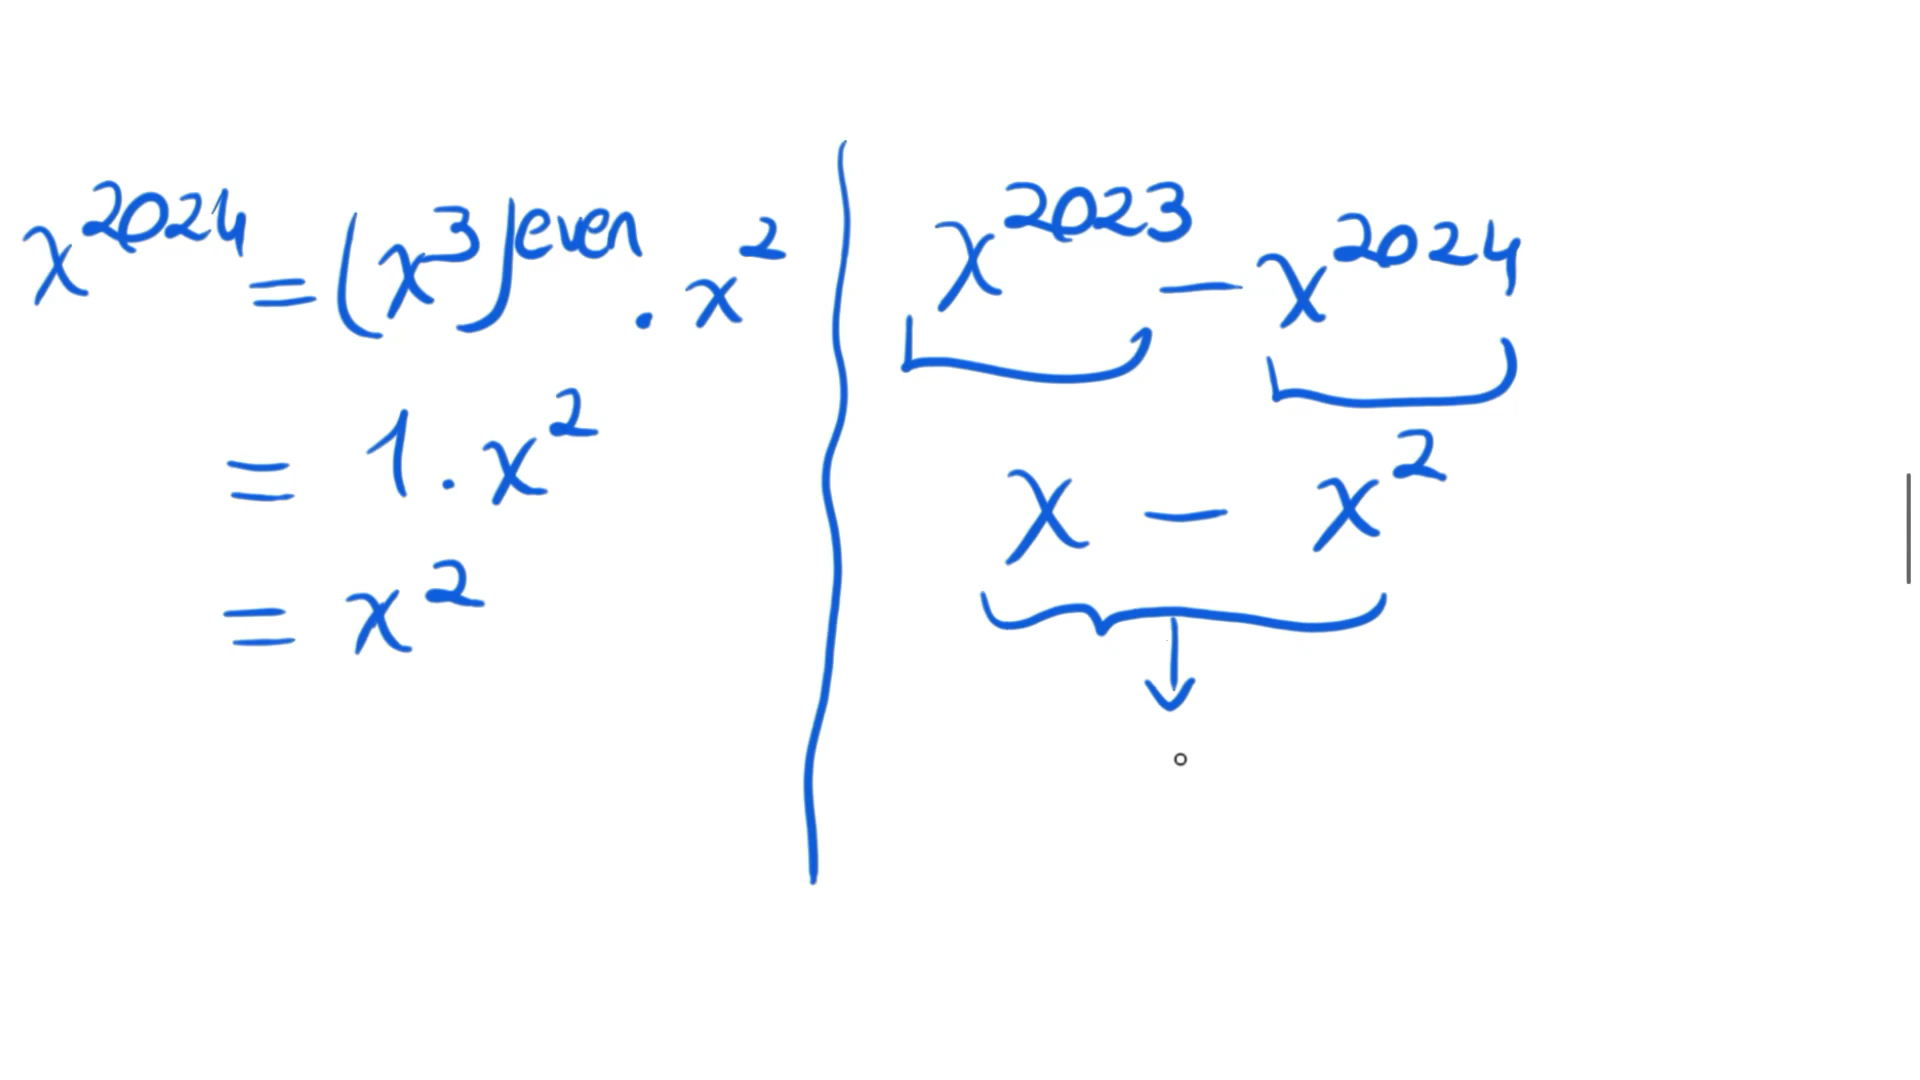 x^2024 = (x^3)^even . x^2
= 1 . x^2
= x^2
x^2023 - x^2024
x - x^2